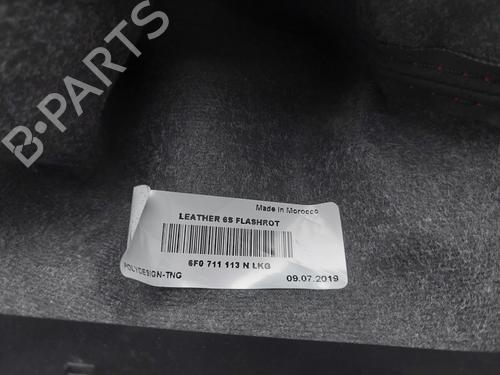 B-PARTS
Made in Morocco
LEATHER 6S FLASHROT
6F0 711 113 N LKG
POLYDESIGN-TNG
09.07.2019